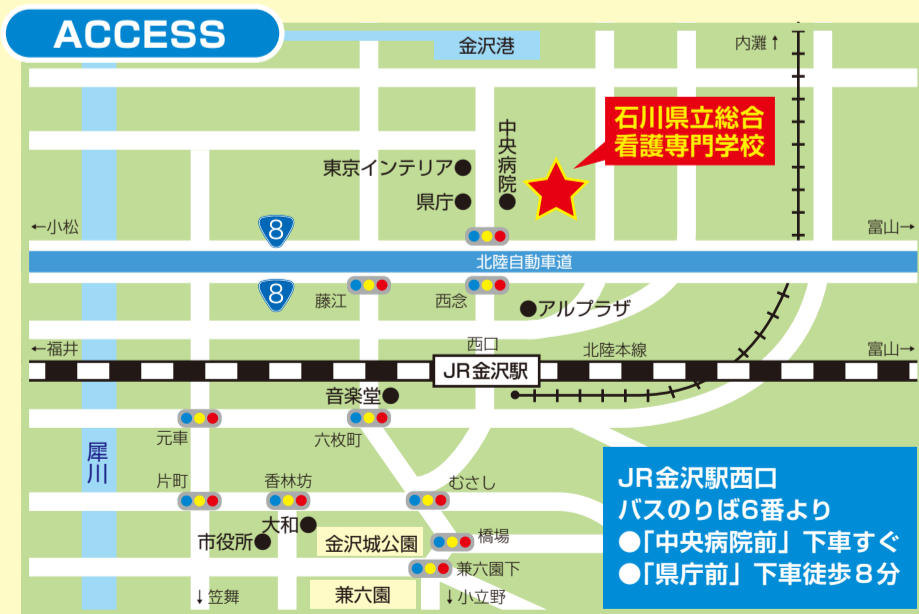 ACCESS
金沢港
内灘↑
石川県立総合
看護専門学校
中央病院
東京インテリア
県庁
←小松
8
富山→
北陸自動車道
8
藤江
西念
アルプラザ
←福井
西口
北陸本線
富山→
JR金沢駅
音楽堂
元車
六枚町
犀川
片町
香林坊
むさし
大和
市役所
金沢城公園
橋場
兼六園下
↓笠舞
兼六園
↓小立野
JR金沢駅西口
バスのりば6番より
●「中央病院前」下車すぐ
●「県庁前」下車徒歩8分